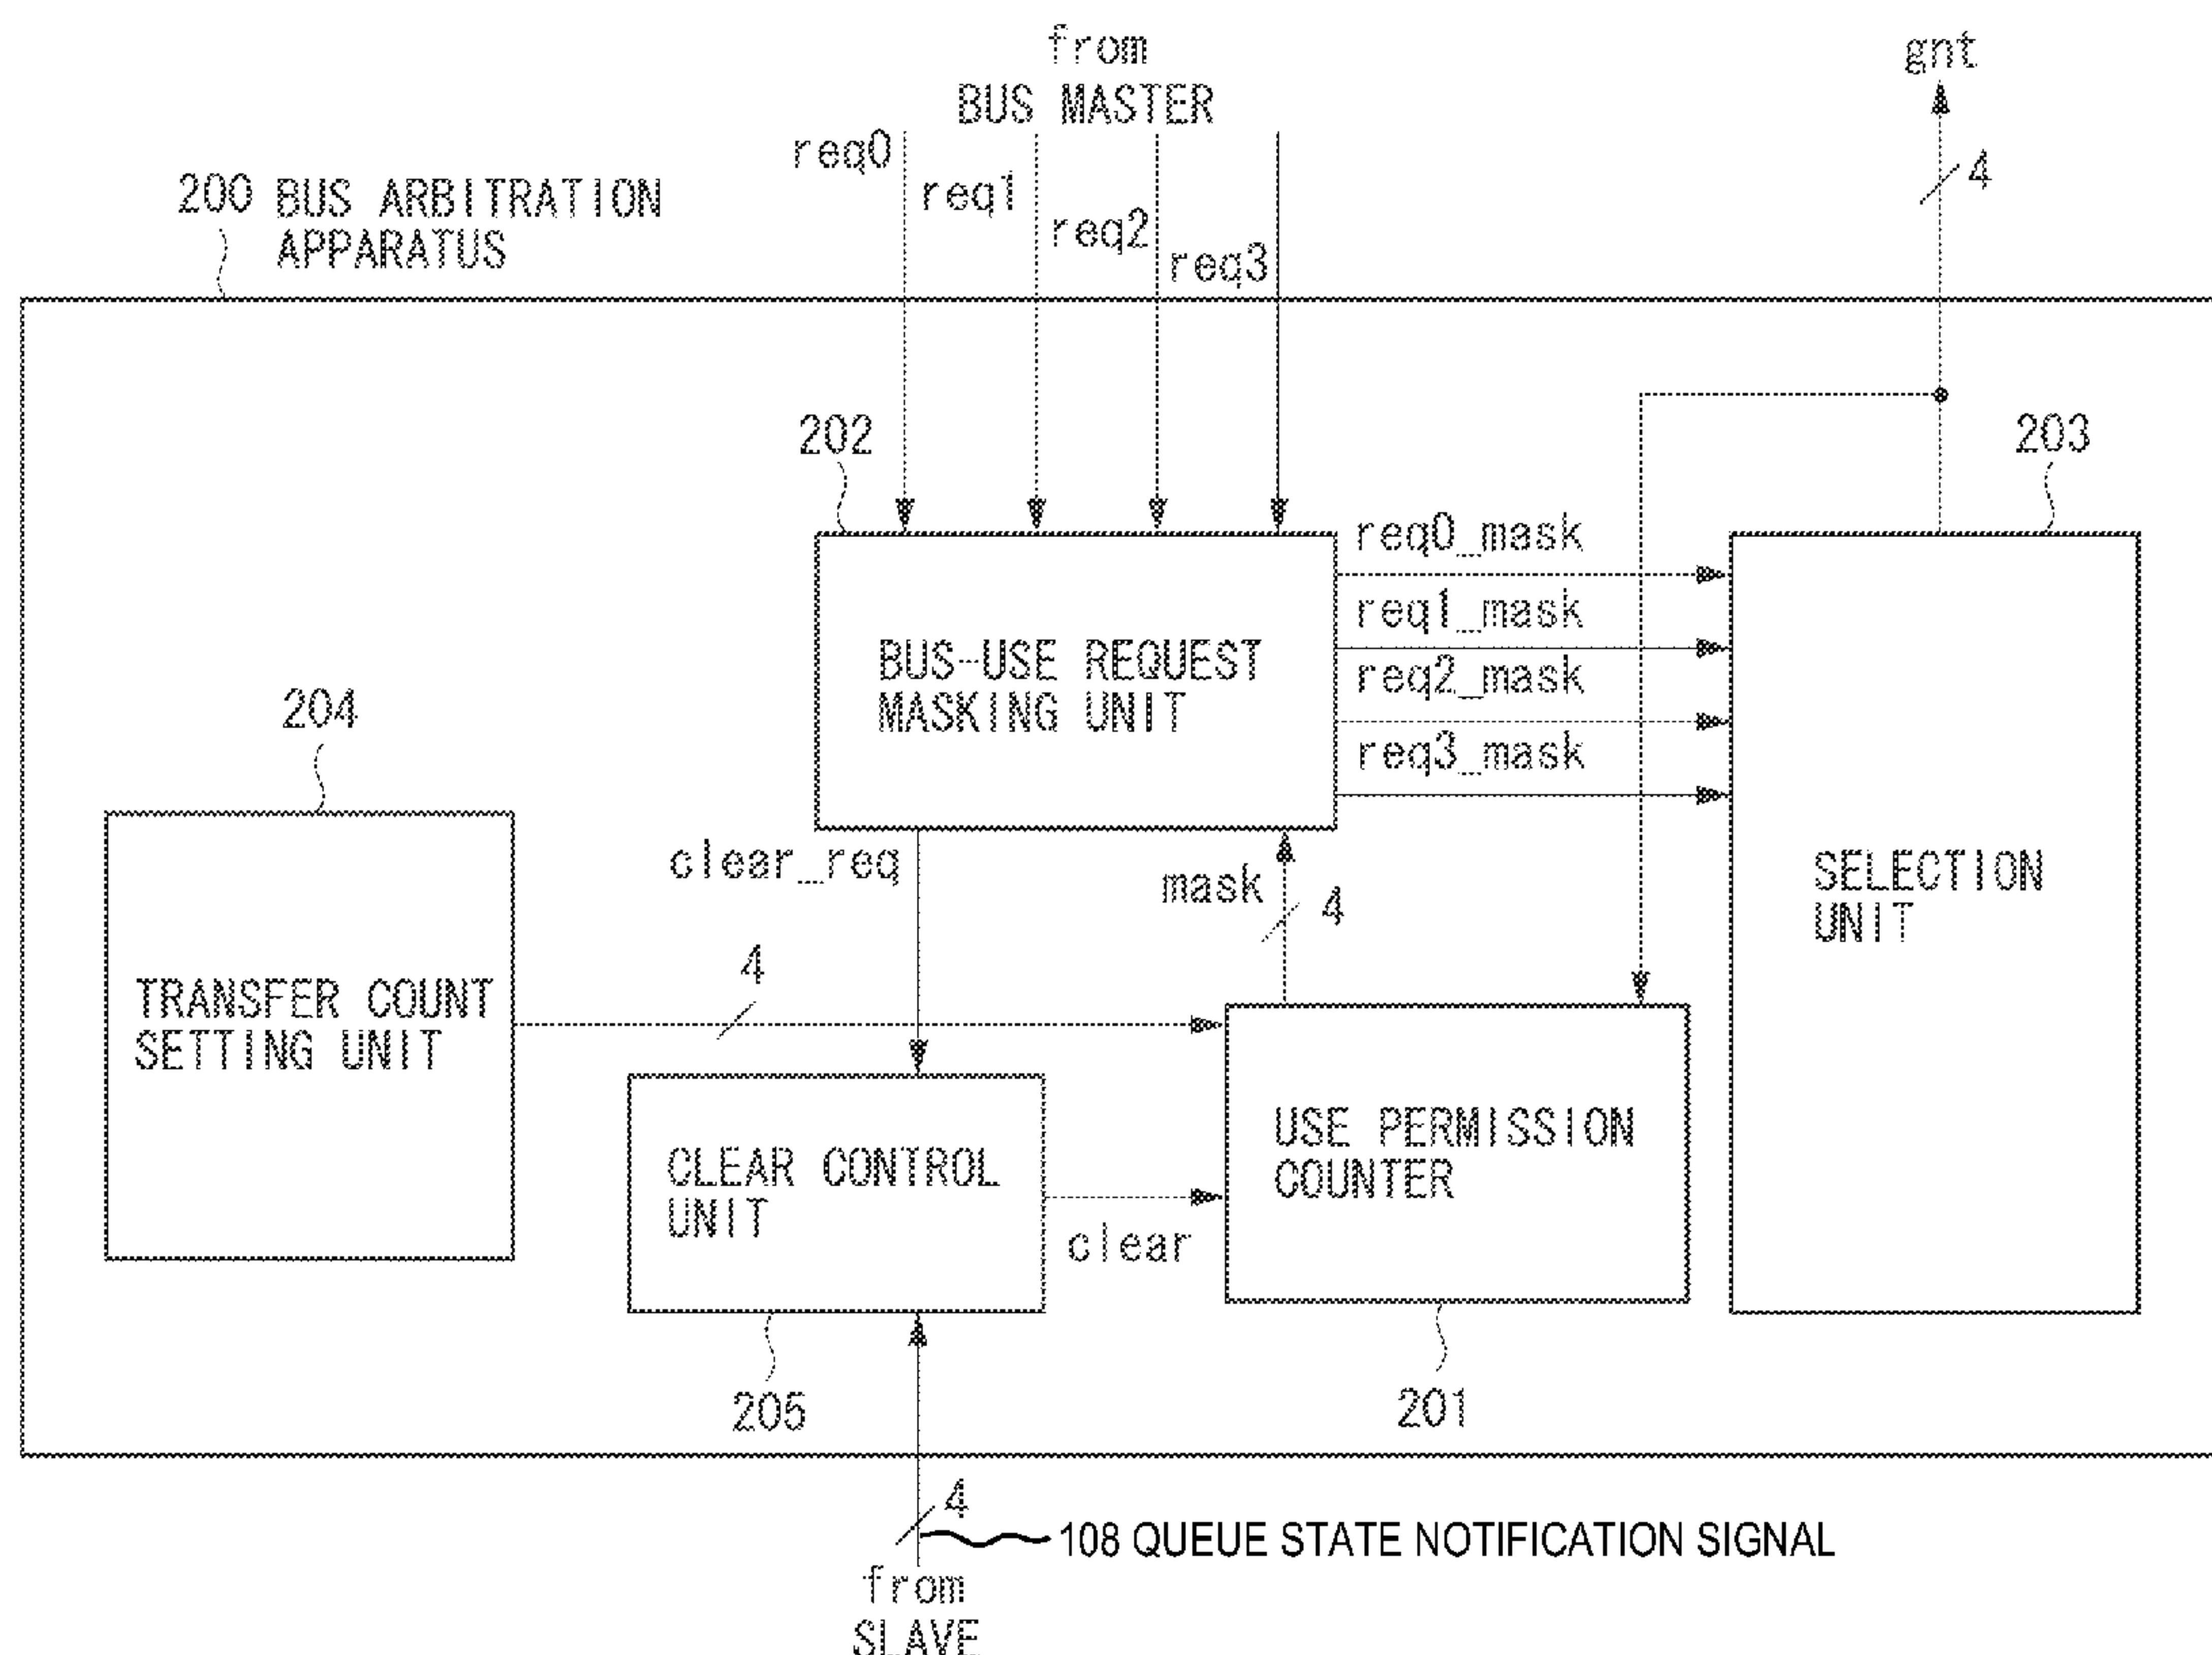 from
BUS MASTER
gnt
4
req0
req1
req2
req3
200 BUS ARBITRATION
APPARATUS
202
203
BUS-USE REQUEST
MASKING UNIT
req0_mask
req1_mask
req2_mask
req3_mask
204
TRANSFER COUNT
SETTING UNIT
clear_req
mask
4
4
SELECTION
UNIT
CLEAR CONTROL
UNIT
clear
USE PERMISSION
COUNTER
205
201
4
108 QUEUE STATE NOTIFICATION SIGNAL
from
SLAVE